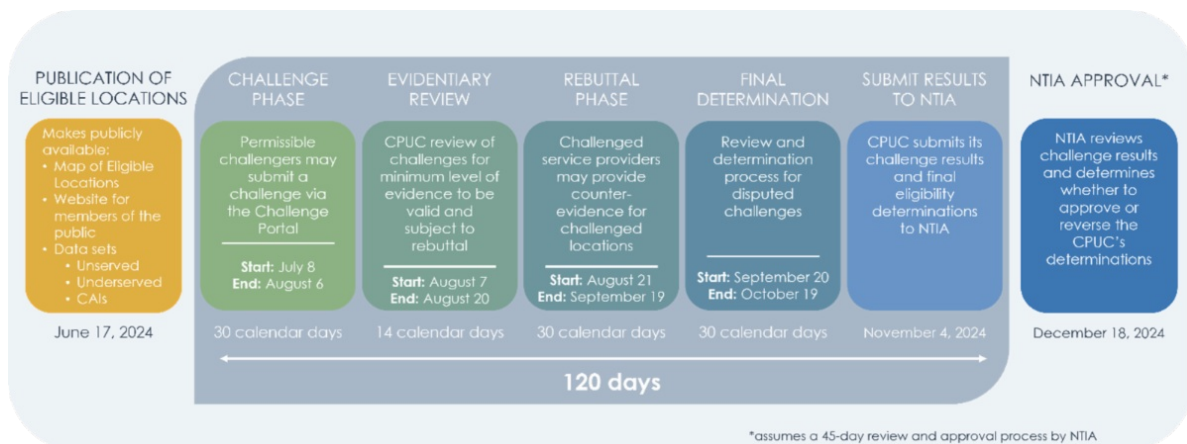 PUBLICATION OF
ELIGIBLE LOCATIONS
Makes publicly
available:
• Map of Eligible
Locations
• Website for
members of the
public
• Data sets
• Unserved
• Underserved
• CAIs
June 17, 2024
CHALLENGE
PHASE
Permissible
challengers may
submit a
challenge via
the Challenge
Portal
Start: July 8
End: August 6
30 calendar days
EVIDENTIARY
REVIEW
CPUC review of
challenges for
minimum level of
evidence to be
valid and
subject to
rebuttal
Start: August 7
End: August 20
14 calendar days
REBUTTAL
PHASE
Challenged
service providers
may provide
counter-
evidence for
challenged
locations
Start: August 21
End: September 19
30 calendar days
FINAL
DETERMINATION
Review and
determination
process for
disputed
challenges
Start: September 20
End: October 19
30 calendar days
SUBMIT RESULTS
TO NTIA
CPUC submits its
challenge results
and final
eligibility
determinations
to NTIA
November 4, 2024
120 days
NTIA APPROVAL*
NTIA reviews
challenge results
and determines
whether to
approve or
reverse the
CPUC's
determinations
December 18, 2024
*assumes a 45-day review and approval process by NTIA